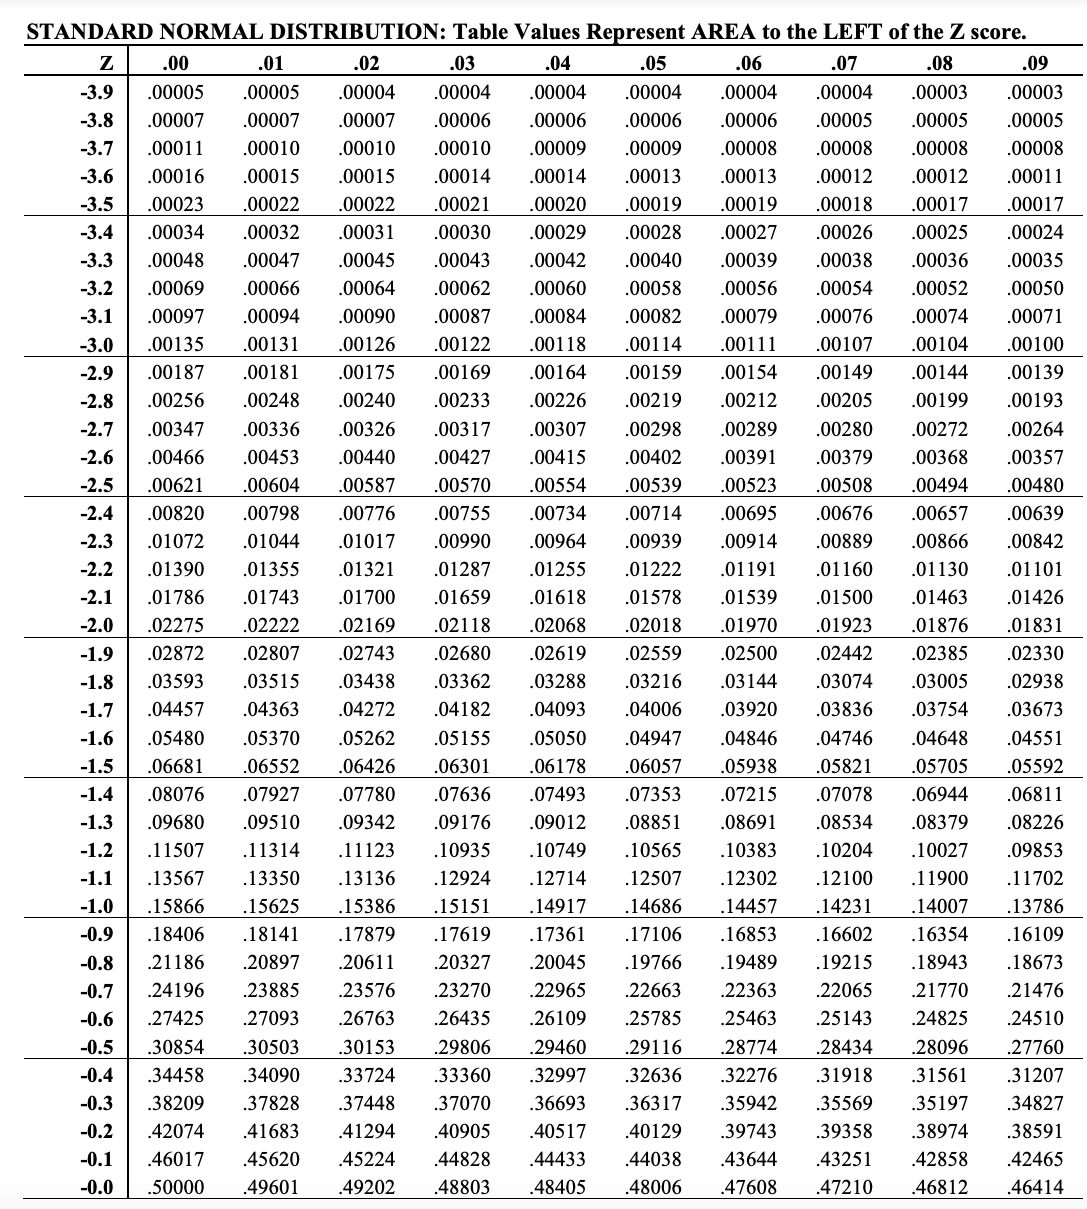 STANDARD NORMAL DISTRIBUTION: Table Values Represent AREA to the LEFT of the Z score.
Z .00 .01 .02 .03 .04 .05 .06 .07 .08 .09
-3.9 .00005 .00005 .00004 .00004 .00004 .00004 .00004 .00004 .00003 .00003
-3.8 .00007 .00007 .00007 .00006 .00006 .00006 .00006 .00005 .00005 .00005
-3.7 .00011 .00010 .00010 .00010 .00009 .00009 .00008 .00008 .00008 .00008
-3.6 .00016 .00015 .00015 .00014 .00014 .00013 .00013 .00012 .00012 .00011
-3.5 .00023 .00022 .00022 .00021 .00020 .00019 .00019 .00018 .00017 .00017
-3.4 .00034 .00032 .00031 .00030 .00029 .00028 .00027 .00026 .00025 .00024
-3.3 .00048 .00047 .00045 .00043 .00042 .00040 .00039 .00038 .00036 .00035
-3.2 .00069 .00066 .00064 .00062 .00060 .00058 .00056 .00054 .00052 .00050
-3.1 .00097 .00094 .00090 .00087 .00084 .00082 .00079 .00076 .00074 .00071
-3.0 .00135 .00131 .00126 .00122 .00118 .00114 .00111 .00107 .00104 .00100
-2.9 .00187 .00181 .00175 .00169 .00164 .00159 .00154 .00149 .00144 .00139
-2.8 .00256 .00248 .00240 .00233 .00226 .00219 .00212 .00205 .00199 .00193
-2.7 .00347 .00336 .00326 .00317 .00307 .00298 .00289 .00280 .00272 .00264
-2.6 .00466 .00453 .00440 .00427 .00415 .00402 .00391 .00379 .00368 .00357
-2.5 .00621 .00604 .00587 .00570 .00554 .00539 .00523 .00508 .00494 .00480
-2.4 .00820 .00798 .00776 .00755 .00734 .00714 .00695 .00676 .00657 .00639
-2.3 .01072 .01044 .01017 .00990 .00964 .00939 .00914 .00889 .00866 .00842
-2.2 .01390 .01355 .01321 .01287 .01255 .01222 .01191 .01160 .01130 .01101
-2.1 .01786 .01743 .01700 .01659 .01618 .01578 .01539 .01500 .01463 .01426
-2.0 .02275 .02222 .02169 .02118 .02068 .02018 .01970 .01923 .01876 .01831
-1.9 .02872 .02807 .02743 .02680 .02619 .02559 .02500 .02442 .02385 .02330
-1.8 .03593 .03515 .03438 .03362 .03288 .03216 .03144 .03074 .03005 .02938
-1.7 .04457 .04363 .04272 .04182 .04093 .04006 .03920 .03836 .03754 .03673
-1.6 .05480 .05370 .05262 .05155 .05050 .04947 .04846 .04746 .04648 .04551
-1.5 .06681 .06552 .06426 .06301 .06178 .06057 .05938 .05821 .05705 .05592
-1.4 .08076 .07927 .07780 .07636 .07493 .07353 .07215 .07078 .06944 .06811
-1.3 .09680 .09510 .09342 .09176 .09012 .08851 .08691 .08534 .08379 .08226
-1.2 .11507 .11314 .11123 .10935 .10749 .10565 .10383 .10204 .10027 .09853
-1.1 .13567 .13350 .13136 .12924 .12714 .12507 .12302 .12100 .11900 .11702
-1.0 .15866 .15625 .15386 .15151 .14917 .14686 .14457 .14231 .14007 .13786
-0.9 .18406 .18141 .17879 .17619 .17361 .17106 .16853 .16602 .16354 .16109
-0.8 .21186 .20897 .20611 .20327 .20045 .19766 .19489 .19215 .18943 .18673
-0.7 .24196 .23885 .23576 .23270 .22965 .22663 .22363 .22065 .21770 .21476
-0.6 .27425 .27093 .26763 .26435 .26109 .25785 .25463 .25143 .24825 .24510
-0.5 .30854 .30503 .30153 .29806 .29460 .29116 .28774 .28434 .28096 .27760
-0.4 .34458 .34090 .33724 .33360 .32997 .32636 .32276 .31918 .31561 .31207
-0.3 .38209 .37828 .37448 .37070 .36693 .36317 .35942 .35569 .35197 .34827
-0.2 .42074 .41683 .41294 .40905 .40517 .40129 .39743 .39358 .38974 .38591
-0.1 .46017 .45620 .45224 .44828 .44433 .44038 .43644 .43251 .42858 .42465
-0.0 .50000 .49601 .49202 .48803 .48405 .48006 .47608 .47210 .46812 .46414